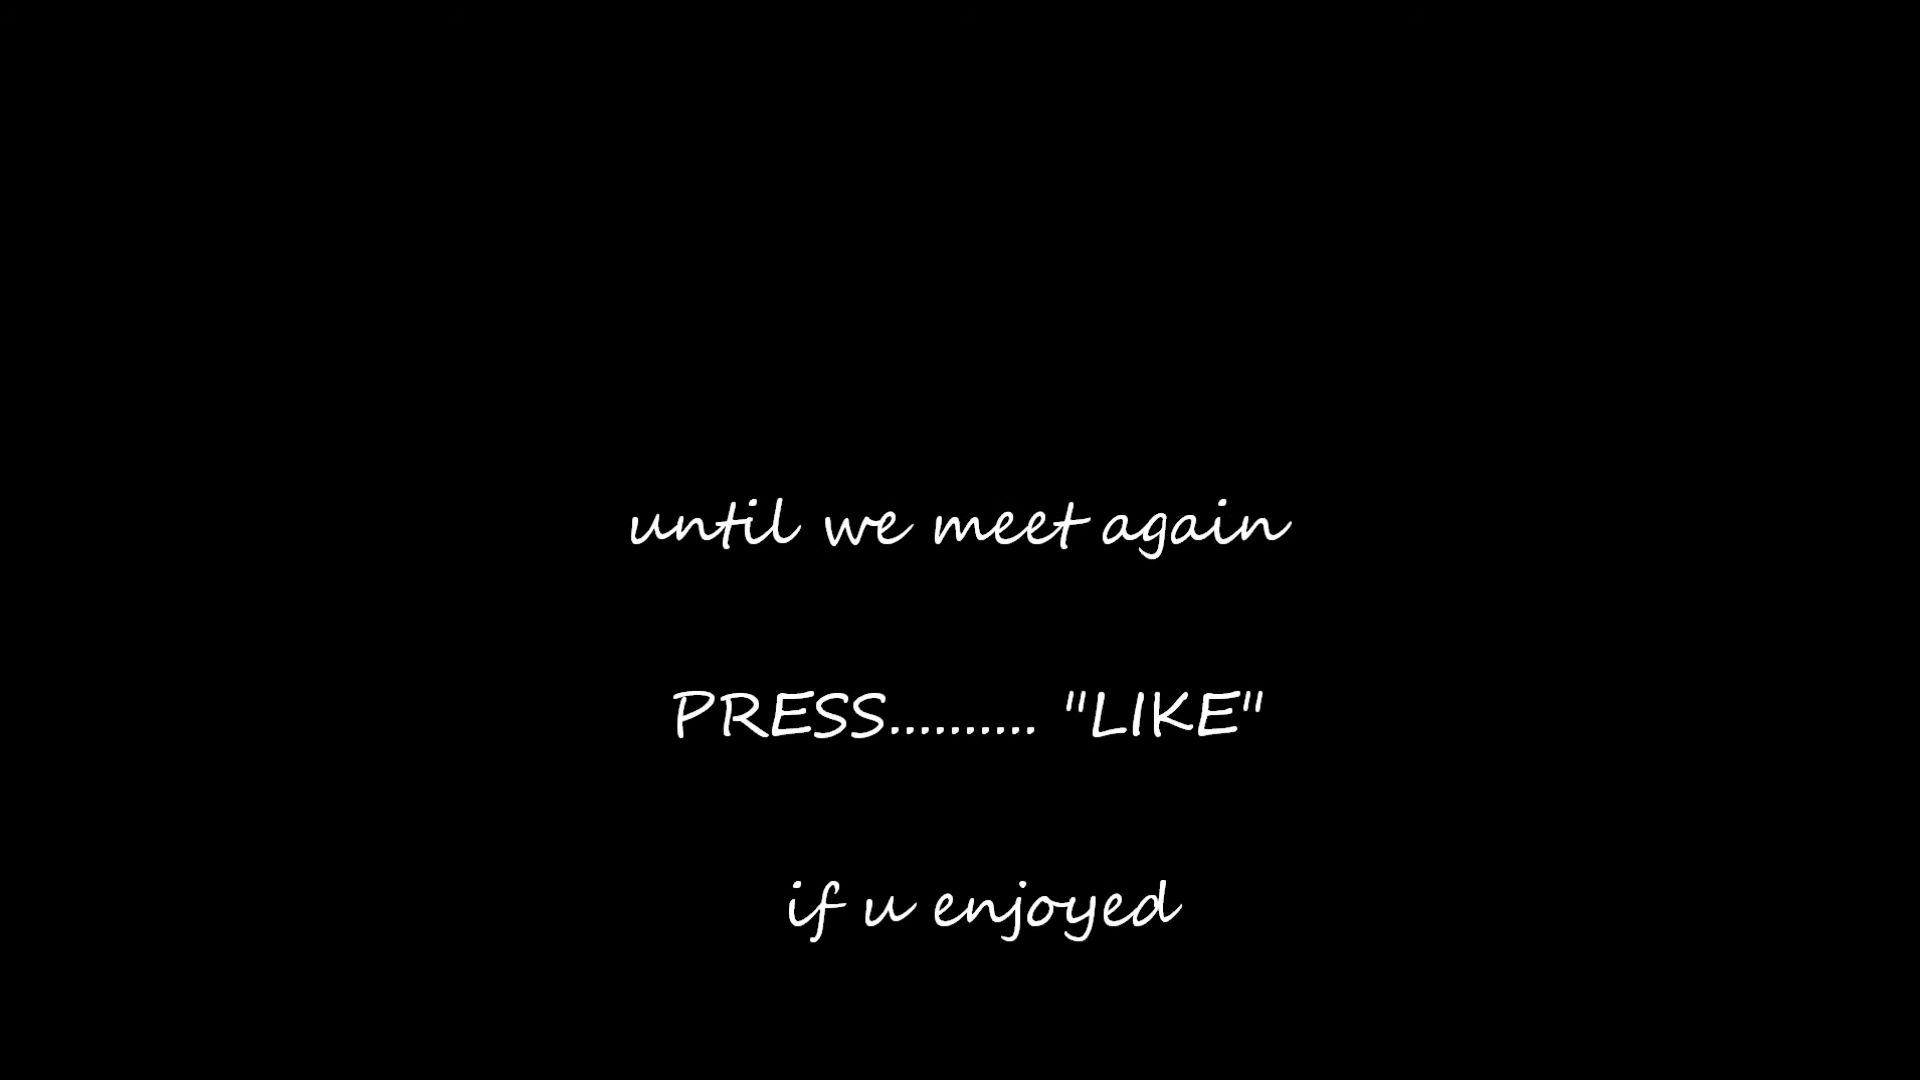 until we meet again
PRESS.......... "LIKE"
if u enjoyed